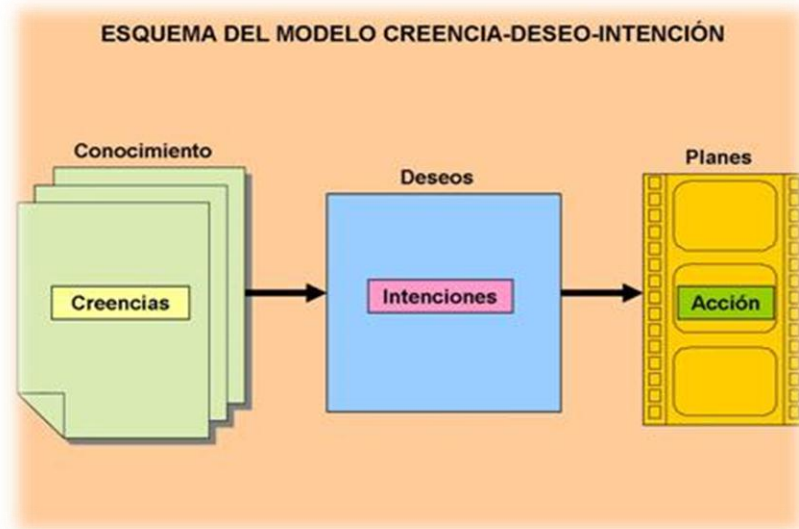 ESQUEMA DEL MODELO CREENCIA-DESEO-INTENCIÓN
Conocimiento
Creencias
Deseos
Intenciones
Planes
Acción